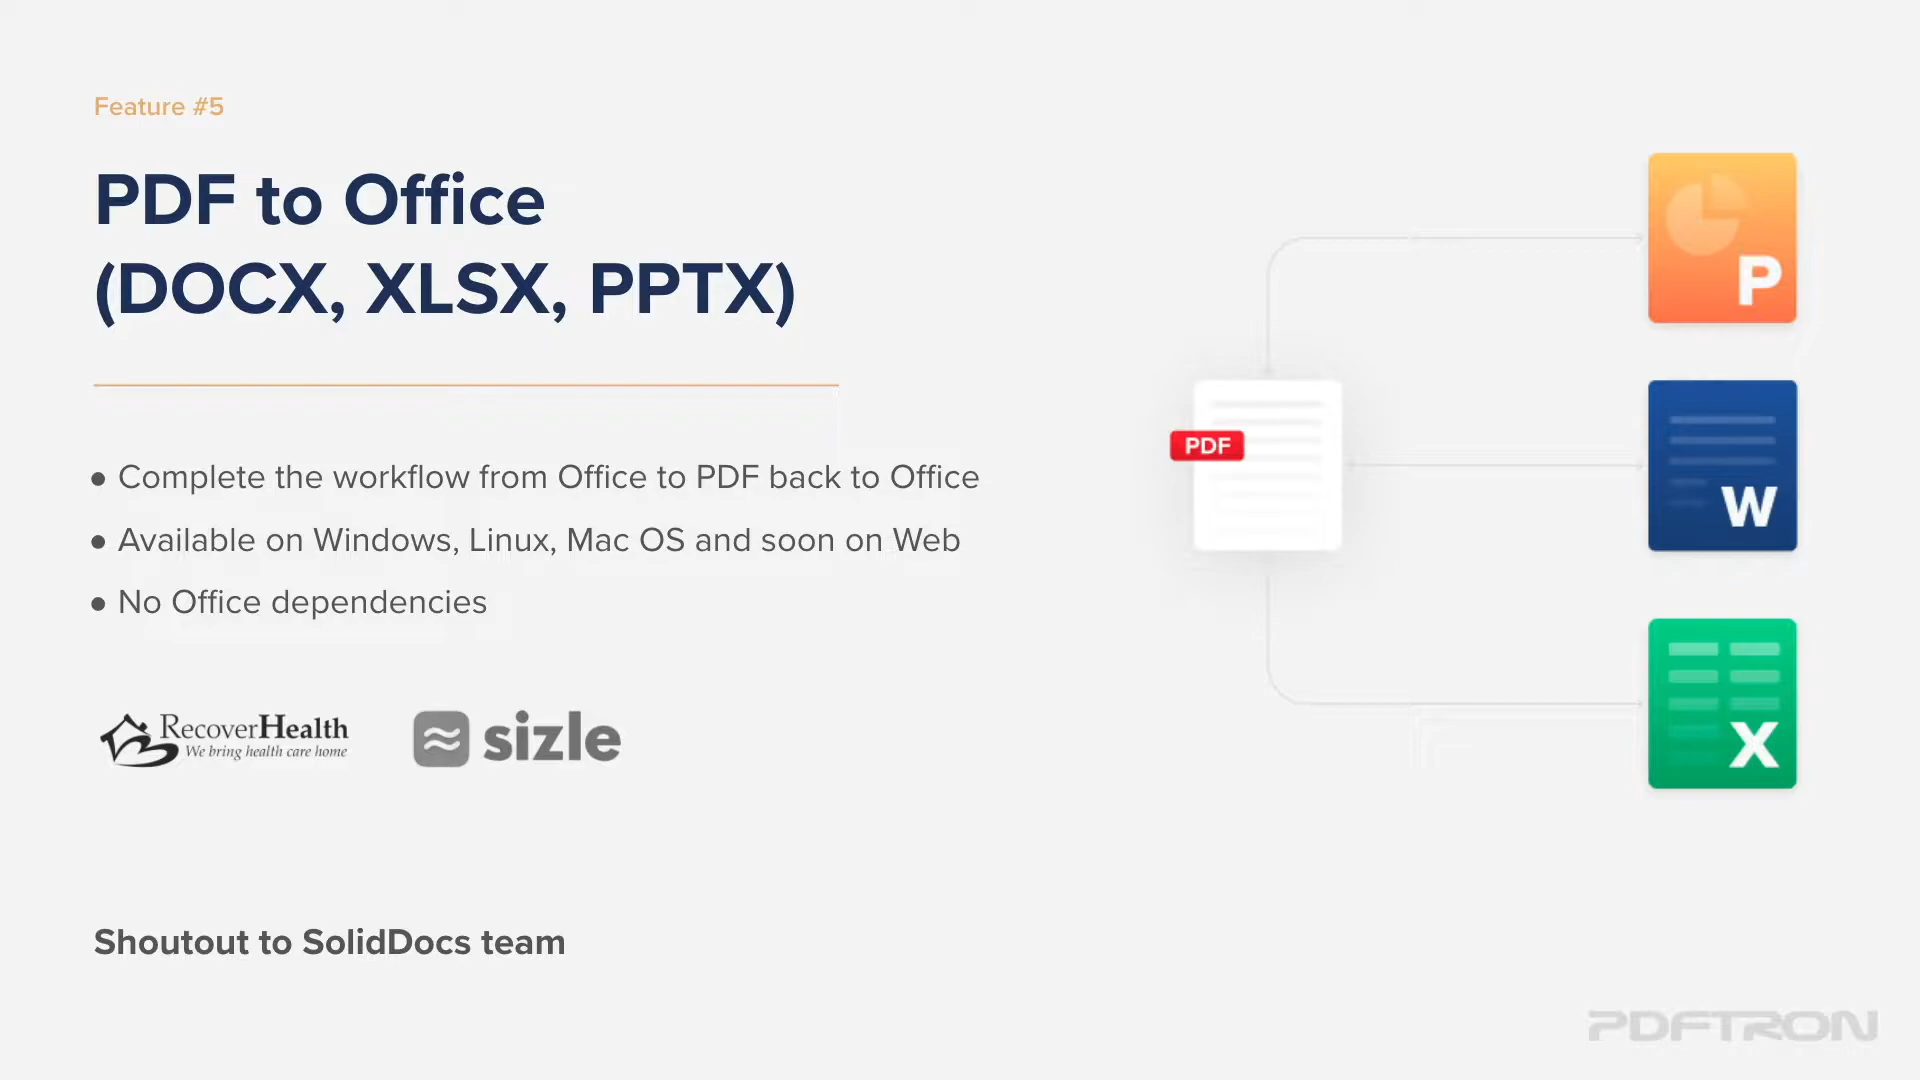 Feature #5
PDF to Office
(DOCX, XLSX, PPTX)
• Complete the workflow from Office to PDF back to Office
• Available on Windows, Linux, Mac OS and soon on Web
• No Office dependencies
RecoverHealth
We bring health care home
sizle
Shoutout to SolidDocs team
P
PDF
W
X
PDFTRON